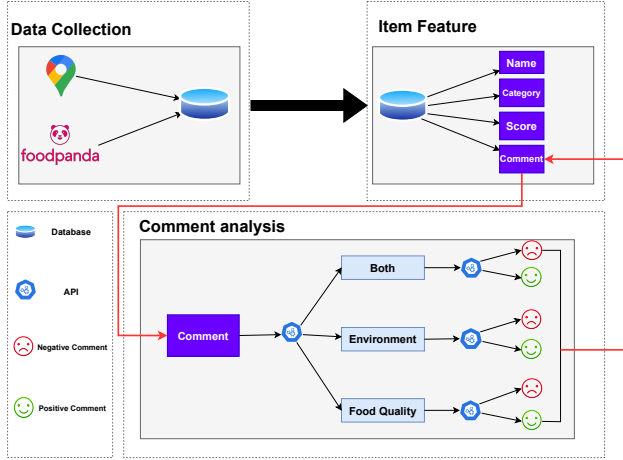 Data Collection
foodpanda
Item Feature
Name
Category
Score
Comment
Database
API
Negative Comment
Positive Comment
Comment analysis
Comment
Both
Environment
Food Quality